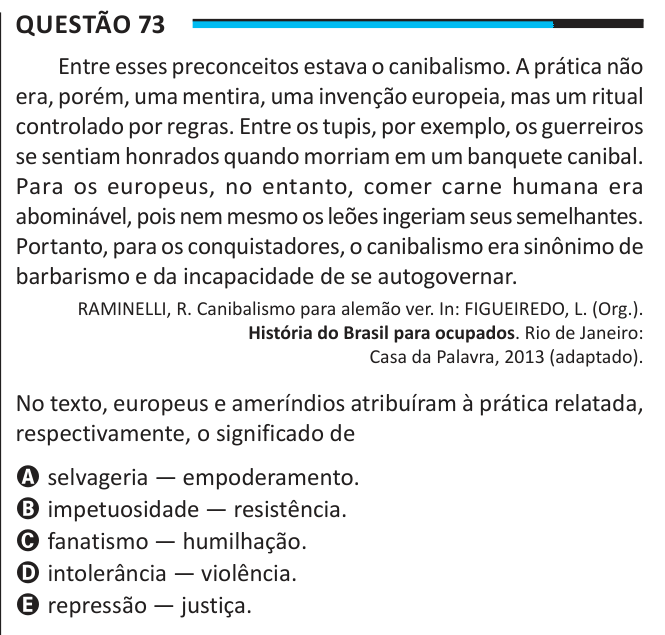 QUESTÃO 73
Entre esses preconceitos estava o canibalismo. A prática não
era, porém, uma mentira, uma invenção europeia, mas um ritual
controlado por regras. Entre os tupis, por exemplo, os guerreiros
se sentiam honrados quando morriam em um banquete canibal.
Para os europeus, no entanto, comer carne humana era
abominável, pois nem mesmo os leões ingeriam seus semelhantes.
Portanto, para os conquistadores, o canibalismo era sinônimo de
barbarismo e da incapacidade de se autogovernar.
RAMINELLI, R. Canibalismo para alemão ver. In: FIGUEIREDO, L. (Org.).
História do Brasil para ocupados. Rio de Janeiro:
Casa da Palavra, 2013 (adaptado).
No texto, europeus e ameríndios atribuíram à prática relatada,
respectivamente, o significado de
A selvageria — empoderamento.
B impetuosidade — resistência.
C fanatismo — humilhação.
D intolerância — violência.
E repressão — justiça.